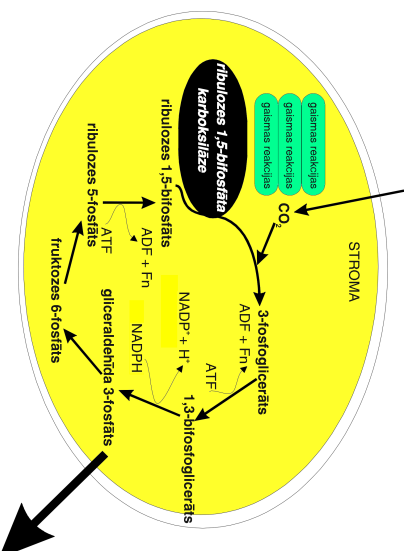 STROMA
gaismas reakcijas
gaismas reakcijas
gaismas reakcijas
CO₂
ribulozes 1,5-bifosfāta
karboksilāze
ribulozes 1,5-bifosfāts
3-fosfoglicerāts
ADF + Fn
ATF
1,3-bifosfoglicerāts
NADP⁺ + H⁺
NADPH
gliceraldehīda 3-fosfāts
fruktozes 6-fosfāts
ribulozes 5-fosfāts
ATF
ADF + Fn